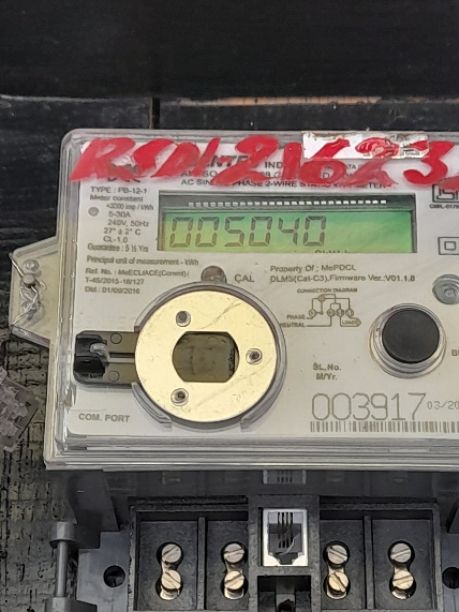 RSDL21623
TYPE : PB-12-1
Meter constant
=3200 imp / kWh
5-30A
240V, 50Hz
27° ± 2° C
CL-1.0
Guarantee : 5 ½ Yrs
005040
Principal unit of measurement - kWh
Ref. No. : MeECL/ACE(Comml)/
T-45/2015-16/127
Dtd : 01/09/2016
CAL
Property Of : MePDCL
DLMS(Cat-C3),Firmware Ver.:V01.1.8
CONNECTION DIAGRAM
PHASE
NEUTRAL
LOADS
SL.No.
M/Yr.
003917
03/20
COM. PORT